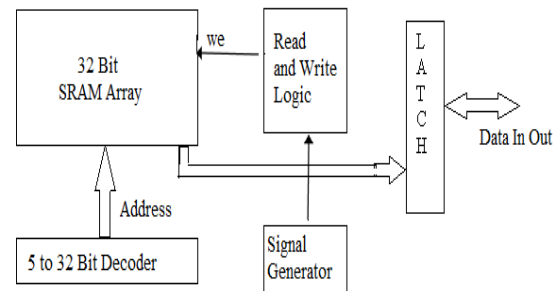 32 Bit
SRAM Array
we
Read
and Write
Logic
L
A
T
C
H
Data In Out
Address
5 to 32 Bit Decoder
Signal
Generator